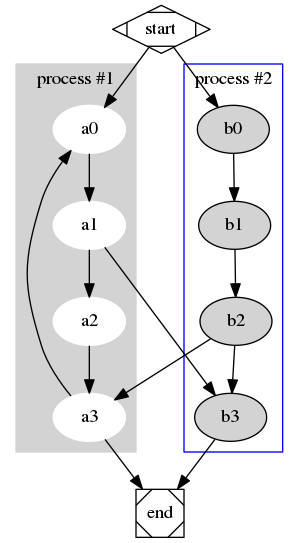 start
process #1
process #2
a0
b0
a1
b1
a2
b2
a3
b3
end